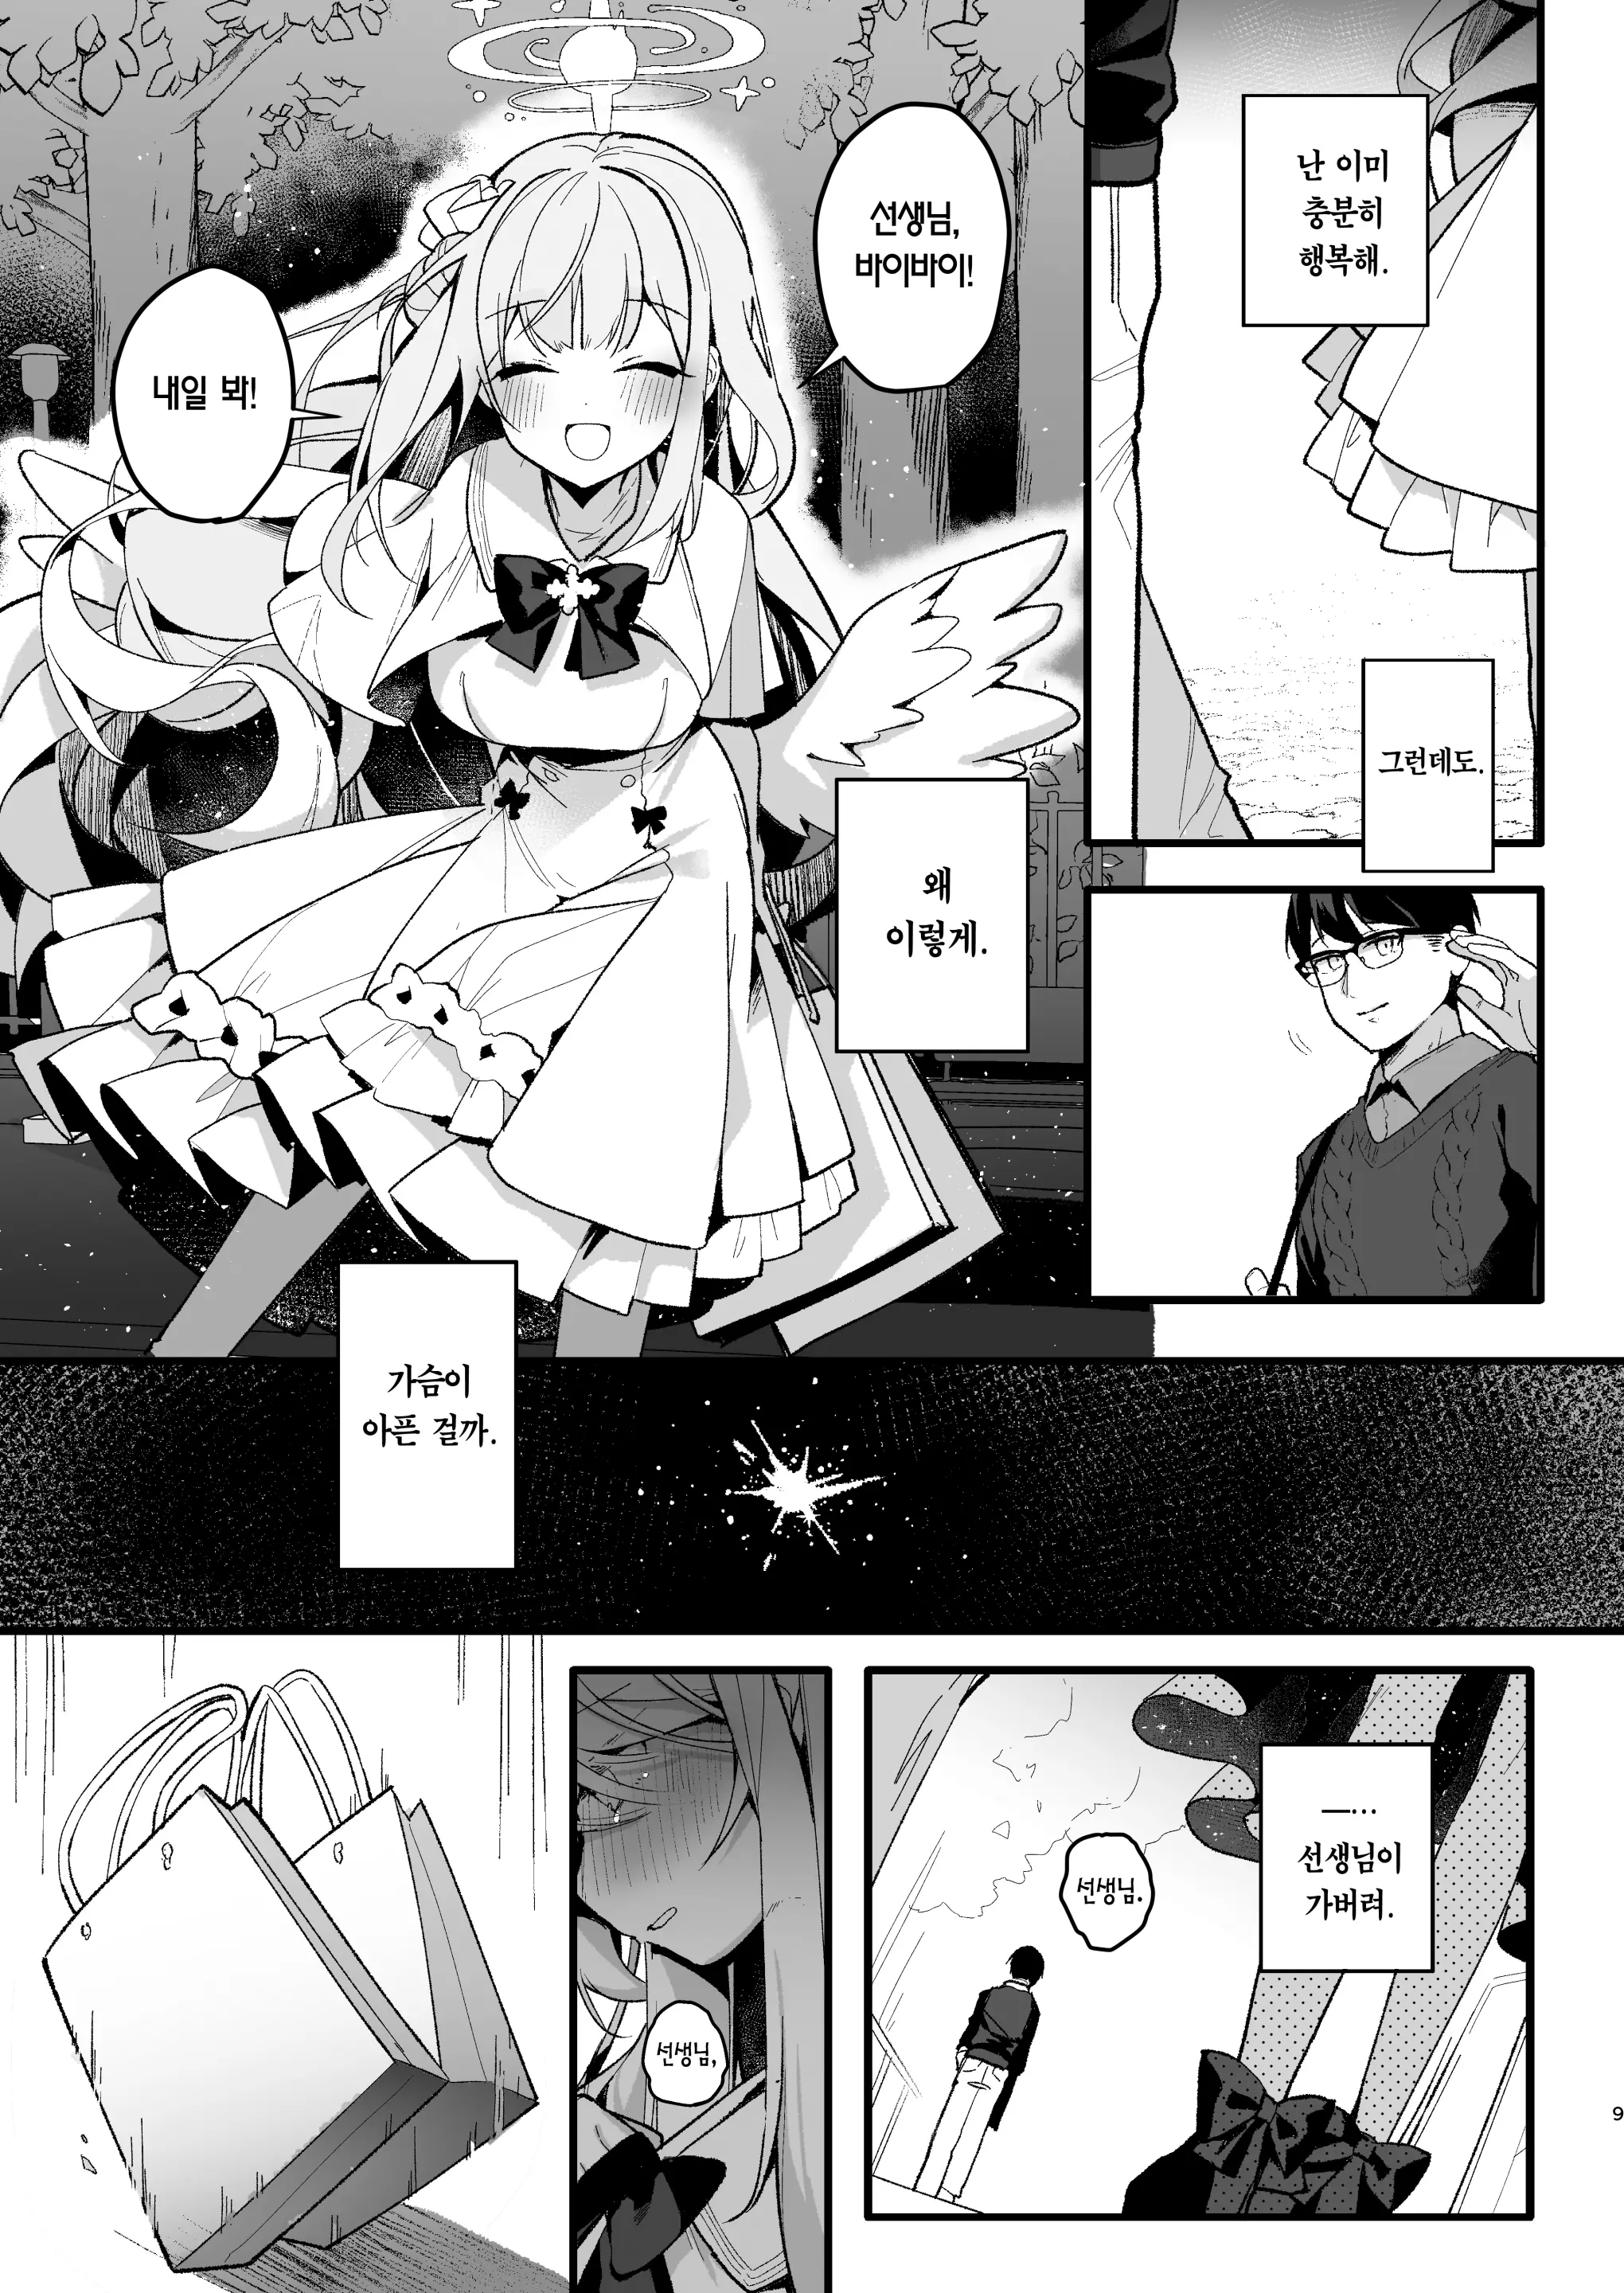 난 이미
충분히
행복해.
그런데도.
선생님,
바이바이!
내일 봐!
왜
이렇게.
가슴이
아픈 걸까.
—…
선생님이
가버려.
선생님.
선생님,
9